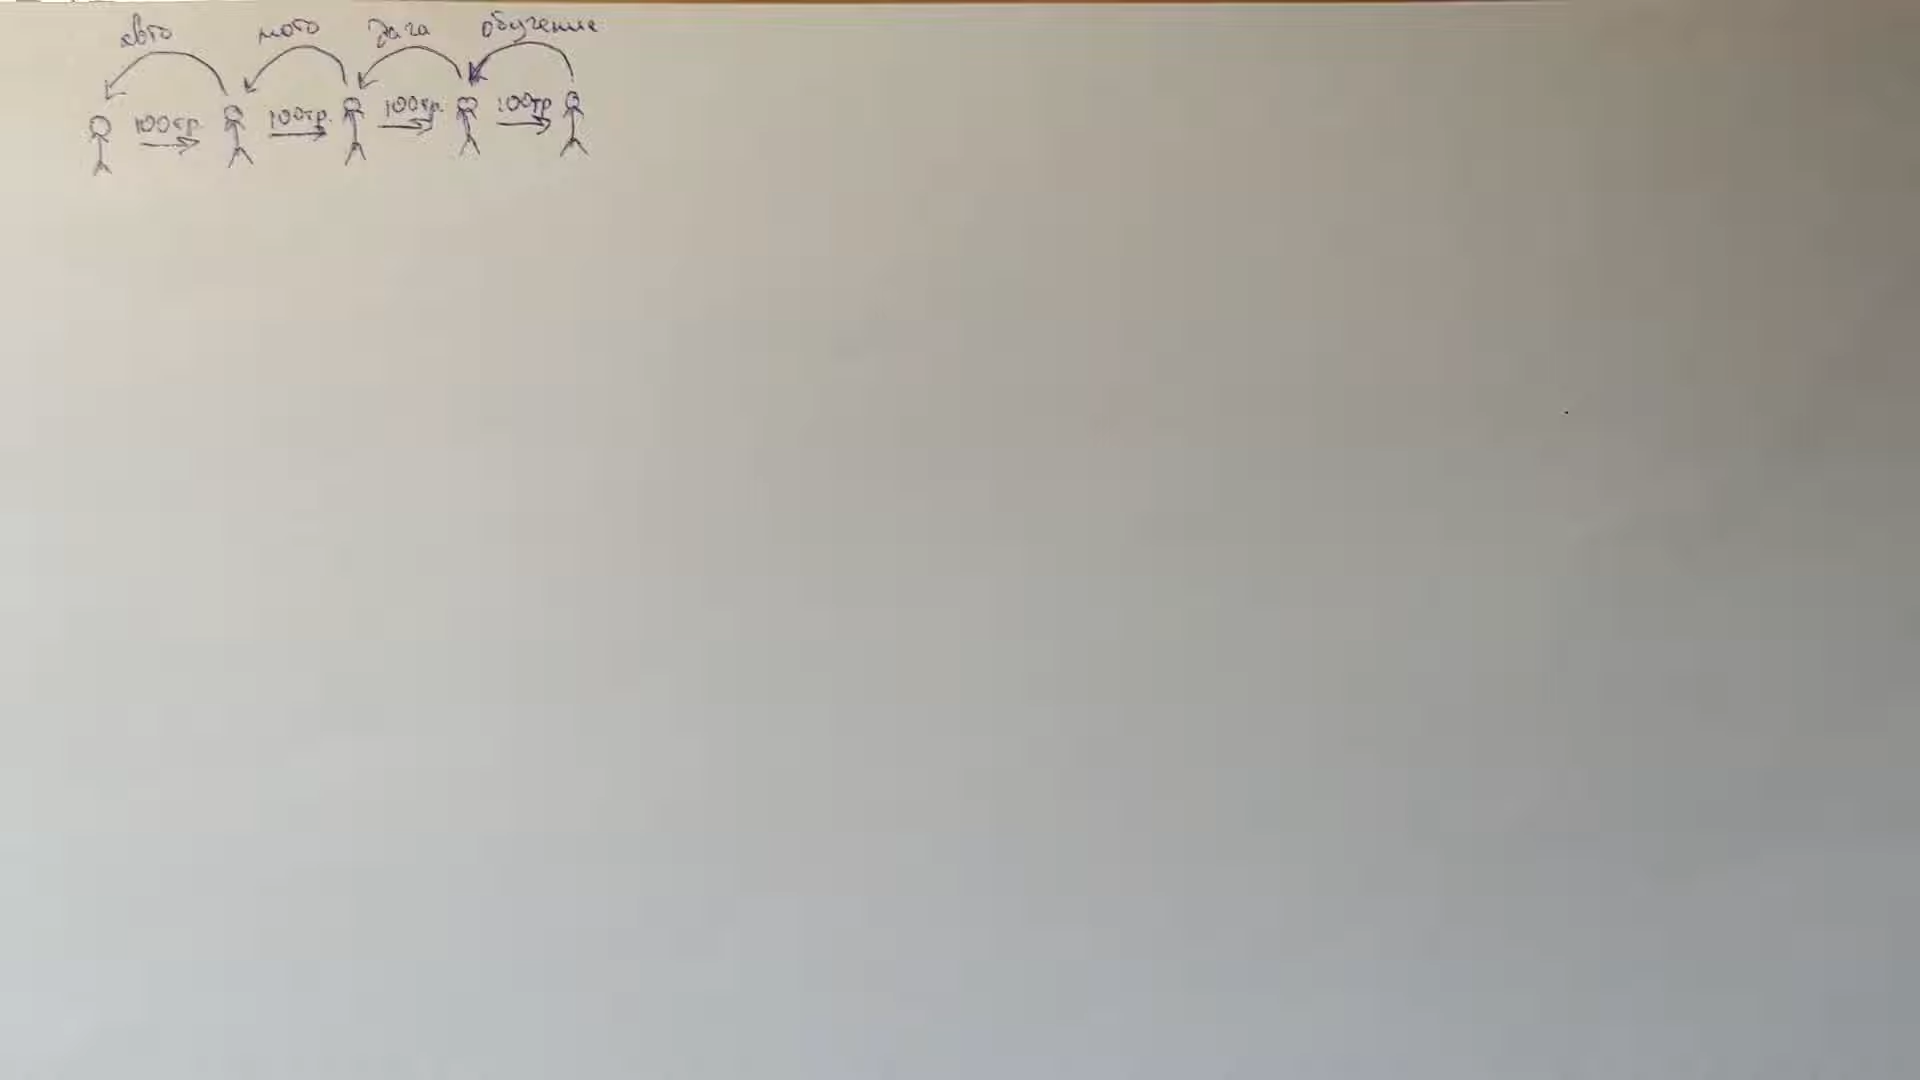 авто мото дача обучение
100тр. 100тр. 100тр. 100тр